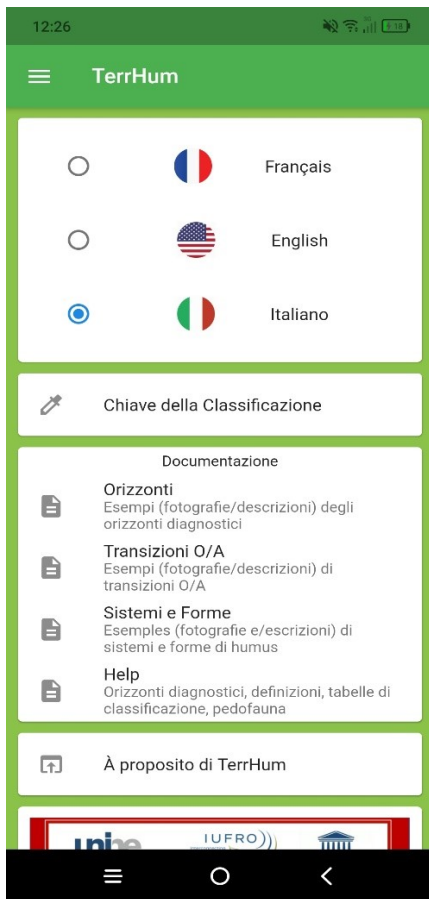 12:26
3G
18
TerrHum
Français
English
Italiano
Chiave della Classificazione
Documentazione
Orizzonti
Esempi (fotografie/descrizioni) degli
orizzonti diagnostici
Transizioni O/A
Esempi (fotografie/descrizioni) di
transizioni O/A
Sistemi e Forme
Esemples (fotografie e/escrizioni) di
sistemi e forme di humus
Help
Orizzonti diagnostici, definizioni, tabelle di
classificazione, pedofauna
À proposito di TerrHum
IUFRO